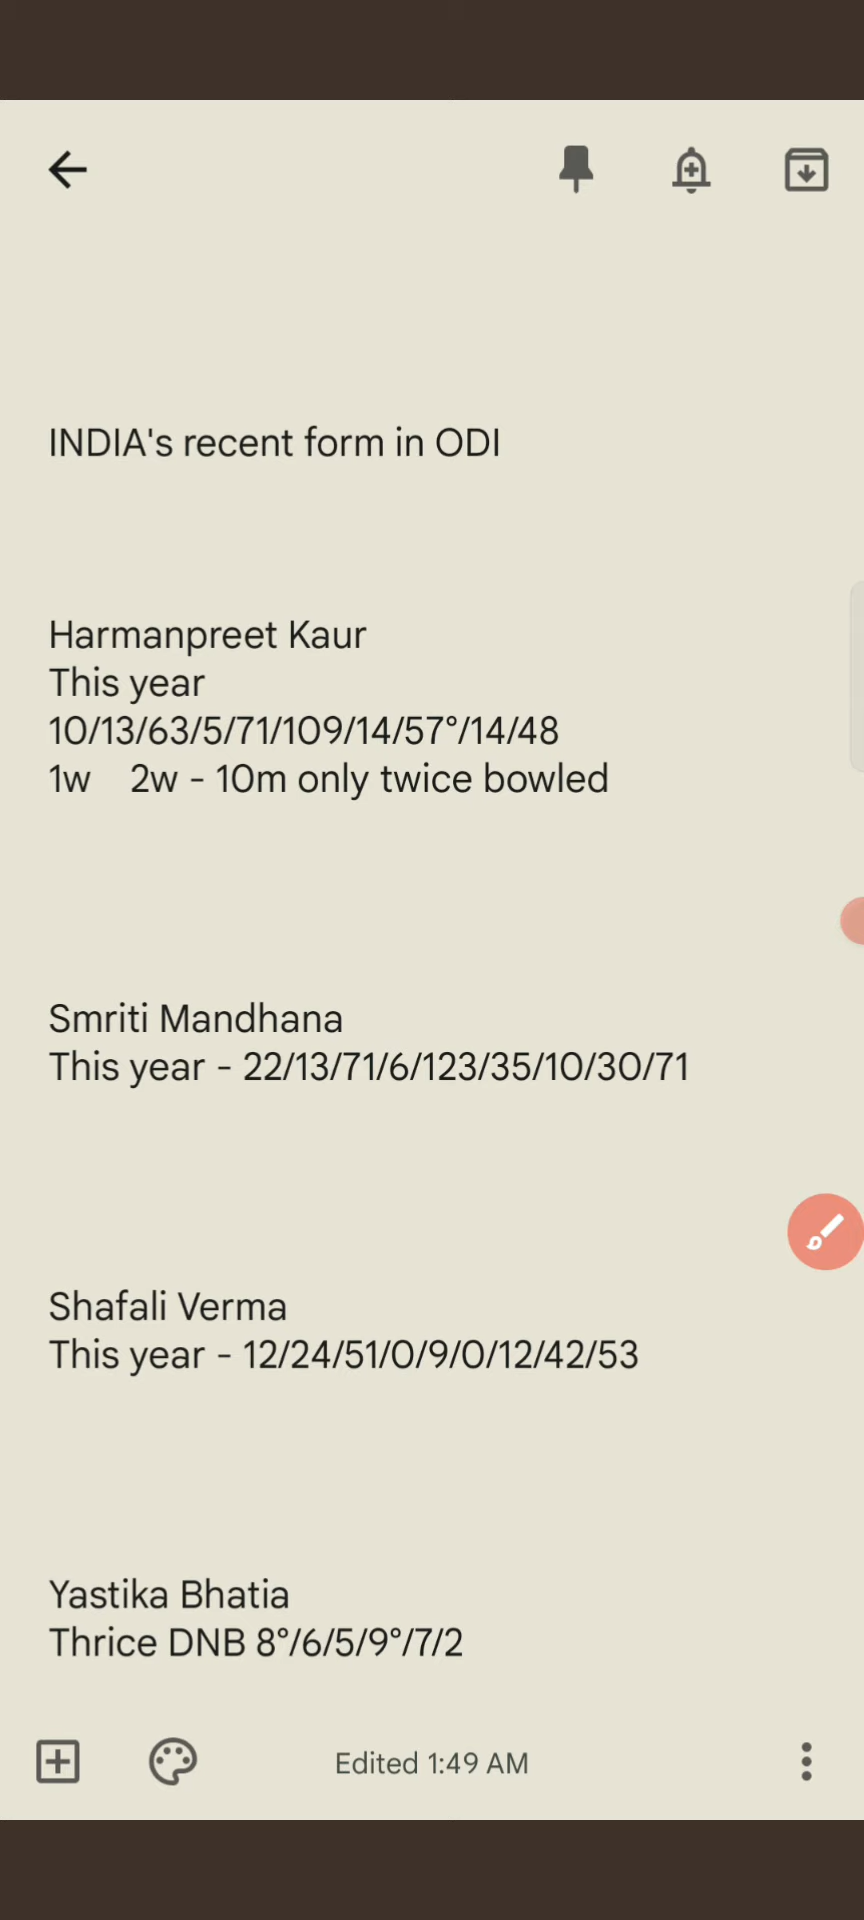 INDIA's recent form in ODI
Harmanpreet Kaur
This year
10/13/63/5/71/109/14/57°/14/48
1w    2w - 10m only twice bowled
Smriti Mandhana
This year - 22/13/71/6/123/35/10/30/71
Shafali Verma
This year - 12/24/51/0/9/0/12/42/53
Yastika Bhatia
Thrice DNB 8°/6/5/9°/7/2
Edited 1:49 AM